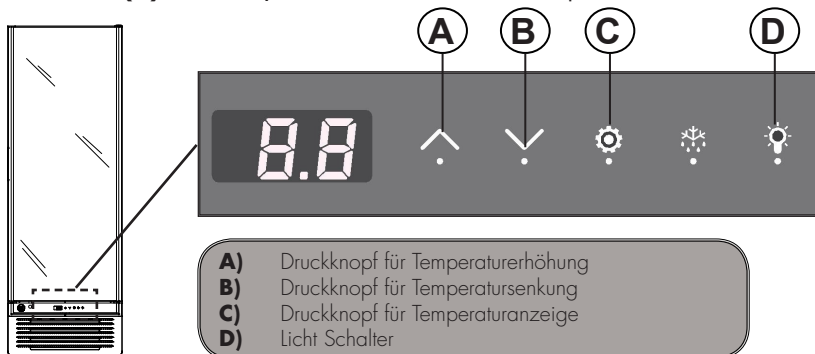 A B C D
8.8
A) Druckknopf für Temperaturerhöhung
B) Druckknopf für Temperatursenkung
C) Druckknopf für Temperaturanzeige
D) Licht Schalter